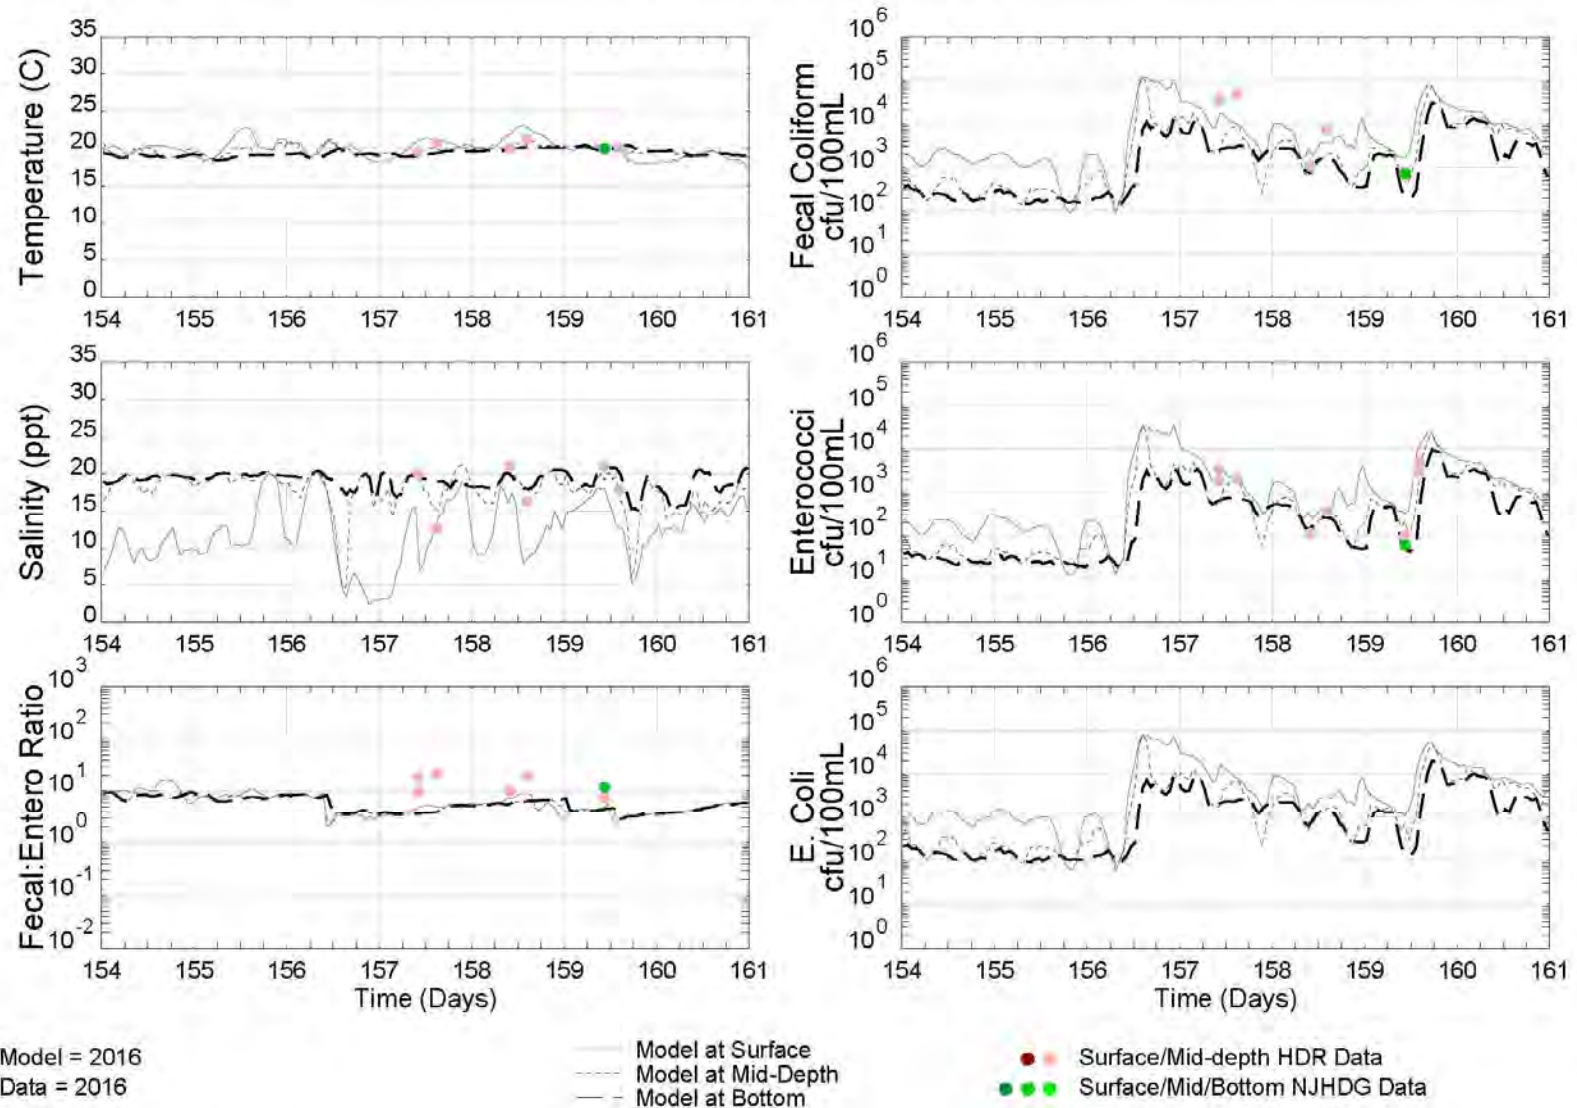 Temperature (C)
35
30
25
20
15
10
5
0
154 155 156 157 158 159 160 161
Fecal Coliform
cfu/100mL
10^6
10^5
10^4
10^3
10^2
10^1
10^0
154 155 156 157 158 159 160 161
Salinity (ppt)
35
30
25
20
15
10
5
0
154 155 156 157 158 159 160 161
Enterococci
cfu/100mL
10^6
10^5
10^4
10^3
10^2
10^1
10^0
154 155 156 157 158 159 160 161
Fecal:Entero Ratio
10^3
10^2
10^1
10^0
10^-1
10^-2
154 155 156 157 158 159 160 161
Time (Days)
E. Coli
cfu/100mL
10^6
10^5
10^4
10^3
10^2
10^1
10^0
154 155 156 157 158 159 160 161
Time (Days)
Model = 2016
Data = 2016
Model at Surface
Model at Mid-Depth
Model at Bottom
Surface/Mid-depth HDR Data
Surface/Mid/Bottom NJHDG Data